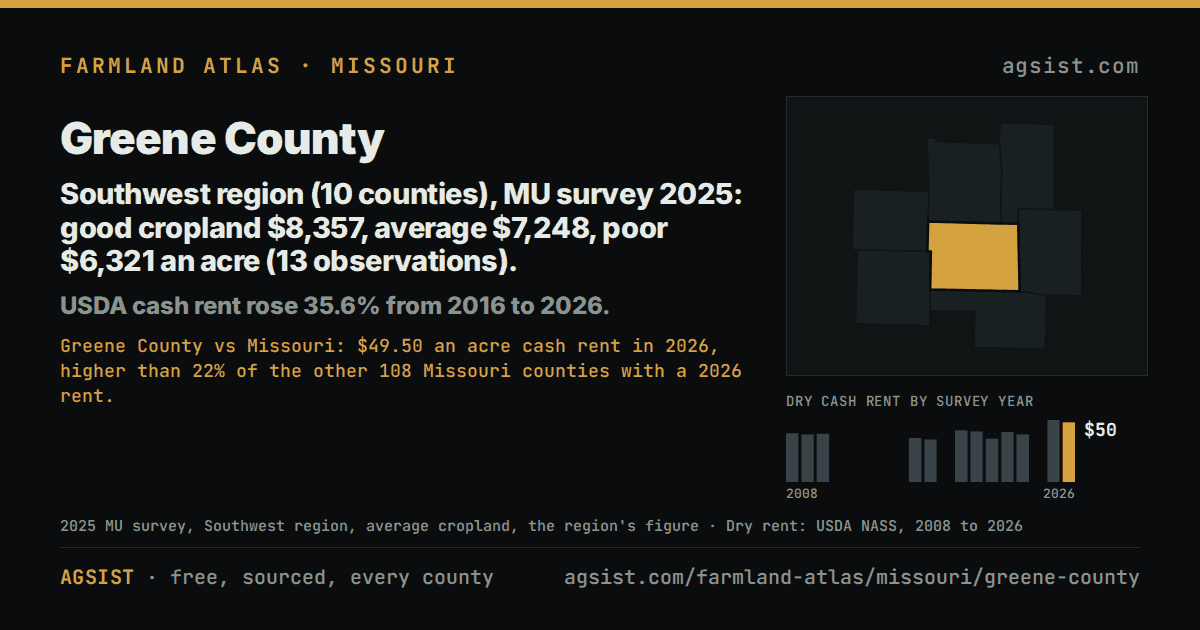 FARMLAND ATLAS · MISSOURI
agsist.com
Greene County
Southwest region (10 counties), MU survey 2025:
good cropland $8,357, average $7,248, poor
$6,321 an acre (13 observations).
USDA cash rent rose 35.6% from 2016 to 2026.
Greene County vs Missouri: $49.50 an acre cash rent in 2026,
higher than 22% of the other 108 Missouri counties with a 2026
rent.
DRY CASH RENT BY SURVEY YEAR
$50
2008
2026
2025 MU survey, Southwest region, average cropland, the region's figure · Dry rent: USDA NASS, 2008 to 2026
AGSIST · free, sourced, every county
agsist.com/farmland-atlas/missouri/greene-county